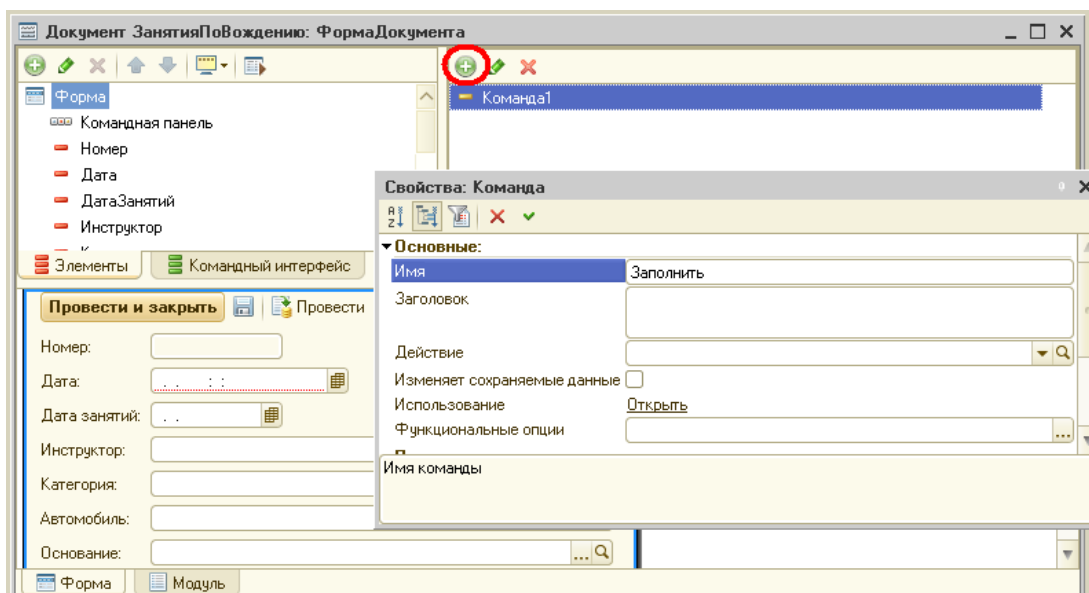 Документ ЗанятияПоВождению: ФормаДокумента
Форма
Командная панель
Номер
Дата
ДатаЗанятий
Инструктор
Элементы
Командный интерфейс
Команда1
Провести и закрыть
Провести
Номер:
Дата:
. . : :
Дата занятий:
. .
Инструктор:
Категория:
Автомобиль:
Основание:
...
Форма
Модуль
Свойства: Команда
Основные:
Имя
Заполнить
Заголовок
Действие
Изменяет сохраняемые данные
Использование
Открыть
Функциональные опции
...
Имя команды